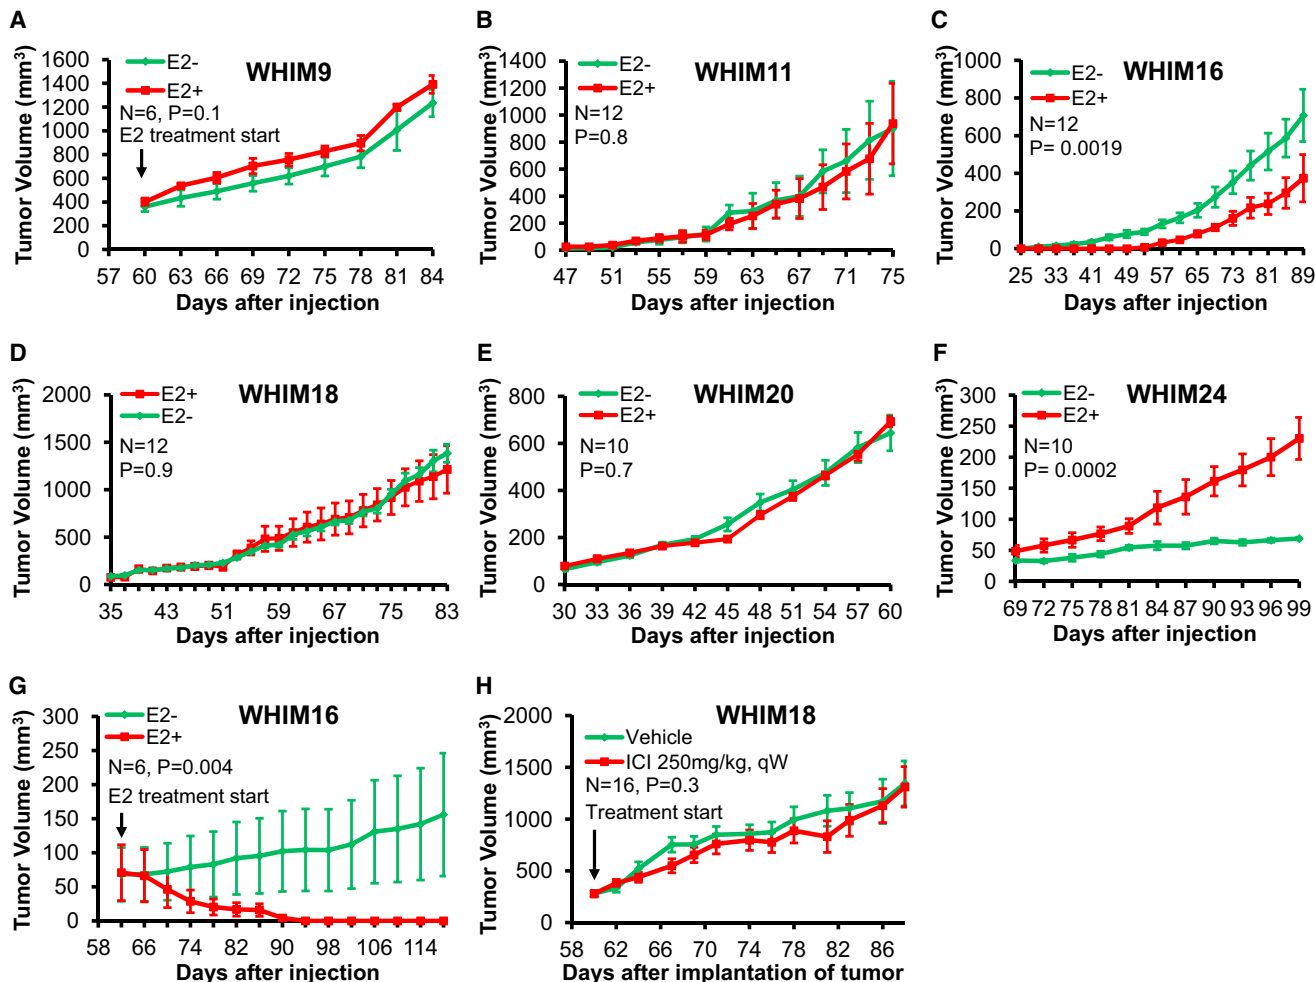 A
WHIM9
E2-
E2+
N=6, P=0.1
E2 treatment start
Tumor Volume (mm³)
1600
1400
1200
1000
800
600
400
200
0
57 60 63 66 69 72 75 78 81 84
Days after injection
B
WHIM11
E2-
E2+
N=12
P=0.8
Tumor Volume (mm³)
1400
1200
1000
800
600
400
200
0
47 51 55 59 63 67 71 75
Days after injection
C
WHIM16
E2-
E2+
N=12
P= 0.0019
Tumor Volume (mm³)
1000
800
600
400
200
0
25 33 41 49 57 65 73 81 89
Days after injection
D
WHIM18
E2+
E2-
N=12
P=0.9
Tumor Volume (mm³)
2000
1500
1000
500
0
35 43 51 59 67 75 83
Days after injection
E
WHIM20
E2-
E2+
N=10
P=0.7
Tumor Volume (mm³)
800
600
400
200
0
30 33 36 39 42 45 48 51 54 57 60
Days after injection
F
WHIM24
E2-
E2+
N=10
P= 0.0002
Tumor Volume (mm³)
300
250
200
150
100
50
0
69 72 75 78 81 84 87 90 93 96 99
Days after injection
G
WHIM16
E2-
E2+
N=6, P=0.004
E2 treatment start
Tumor Volume (mm³)
300
250
200
150
100
50
0
58 66 74 82 90 98 106 114
Days after injection
H
WHIM18
Vehicle
ICI 250mg/kg, qW
N=16, P=0.3
Treatment start
Tumor Volume (mm³)
2000
1500
1000
500
0
58 62 66 70 74 78 82 86
Days after implantation of tumor